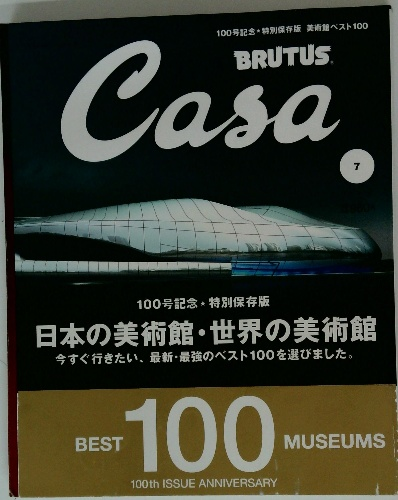 100号記念・特別保存版 美術館ベスト100
BRUTUS
Casa
7
100号記念・特別保存版
日本の美術館・世界の美術館
今すぐ行きたい、最新・最強のベスト100を選びました。
BEST 100 MUSEUMS
100th ISSUE ANNIVERSARY